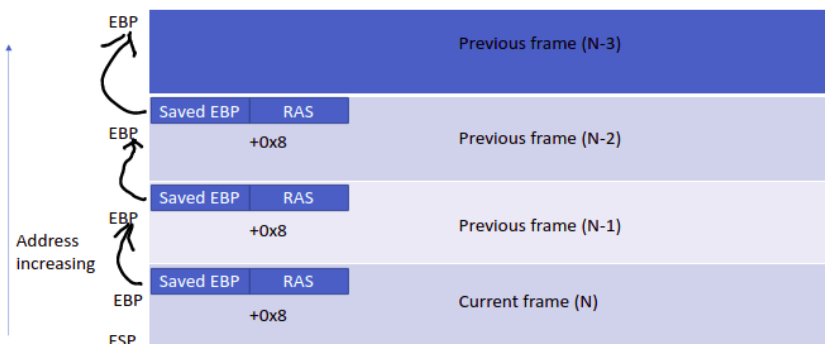 EBP
Previous frame (N-3)
Saved EBP RAS
EBP
+0x8
Previous frame (N-2)
Saved EBP RAS
EBP
+0x8
Previous frame (N-1)
Address
increasing
Saved EBP RAS
EBP
+0x8
Current frame (N)
ESP